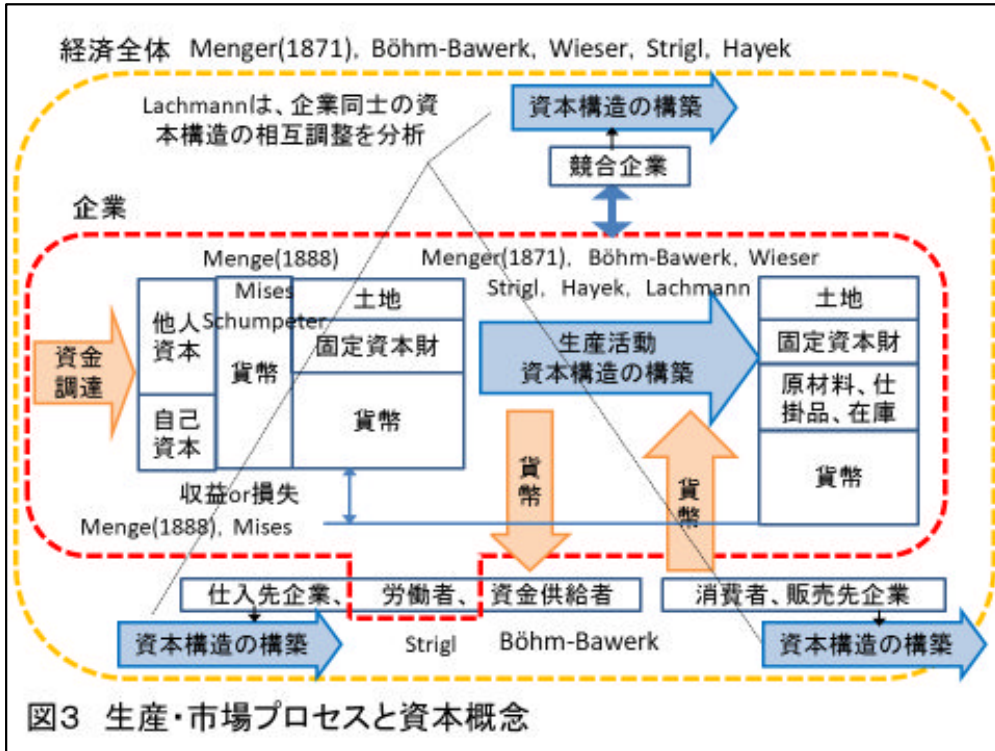 経済全体 Menger(1871), Böhm-Bawerk, Wieser, Strigl, Hayek
Lachmannは、企業同士の資
本構造の相互調整を分析
資本構造の構築
競合企業
企業
Menge(1888)
Mises
Schumpeter
Menger(1871), Böhm-Bawerk, Wieser
Strigl, Hayek, Lachmann
資金
調達
他人
資本
自己
資本
貨幣
土地
固定資本財
貨幣
生産活動
資本構造の構築
土地
固定資本財
原材料、仕
掛品、在庫
貨幣
収益or損失
Menge(1888), Mises
貨幣
貨幣
仕入先企業、 労働者、 資金供給者
消費者、販売先企業
資本構造の構築
Strigl
Böhm-Bawerk
資本構造の構築
図3 生産・市場プロセスと資本概念